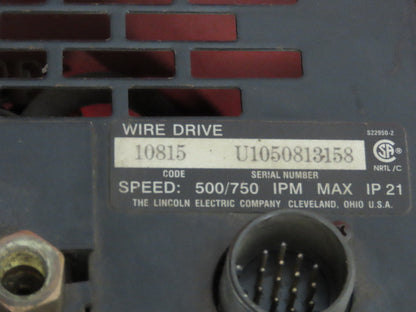 WIRE DRIVE
S22950-2
10815 U1050813158
CODE SERIAL NUMBER
NRTL/C
SPEED: 500/750 IPM MAX IP 21
THE LINCOLN ELECTRIC COMPANY CLEVELAND, OHIO U.S.A.